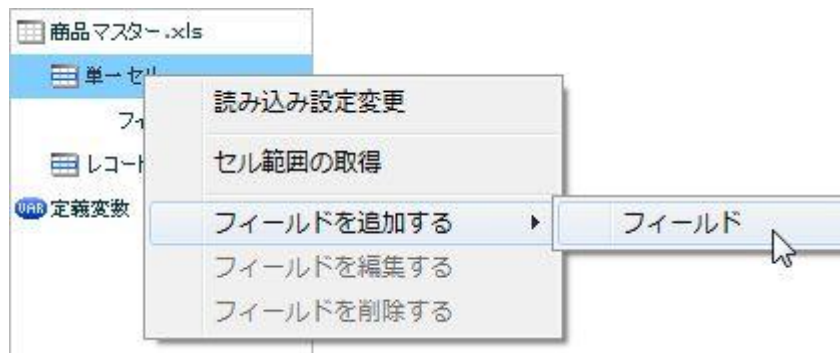 商品マスター.xls
単一セル
読み込み設定変更
フィ
セル範囲の取得
レコード
VAR 定義変数
フィールドを追加する
フィールド
フィールドを編集する
フィールドを削除する